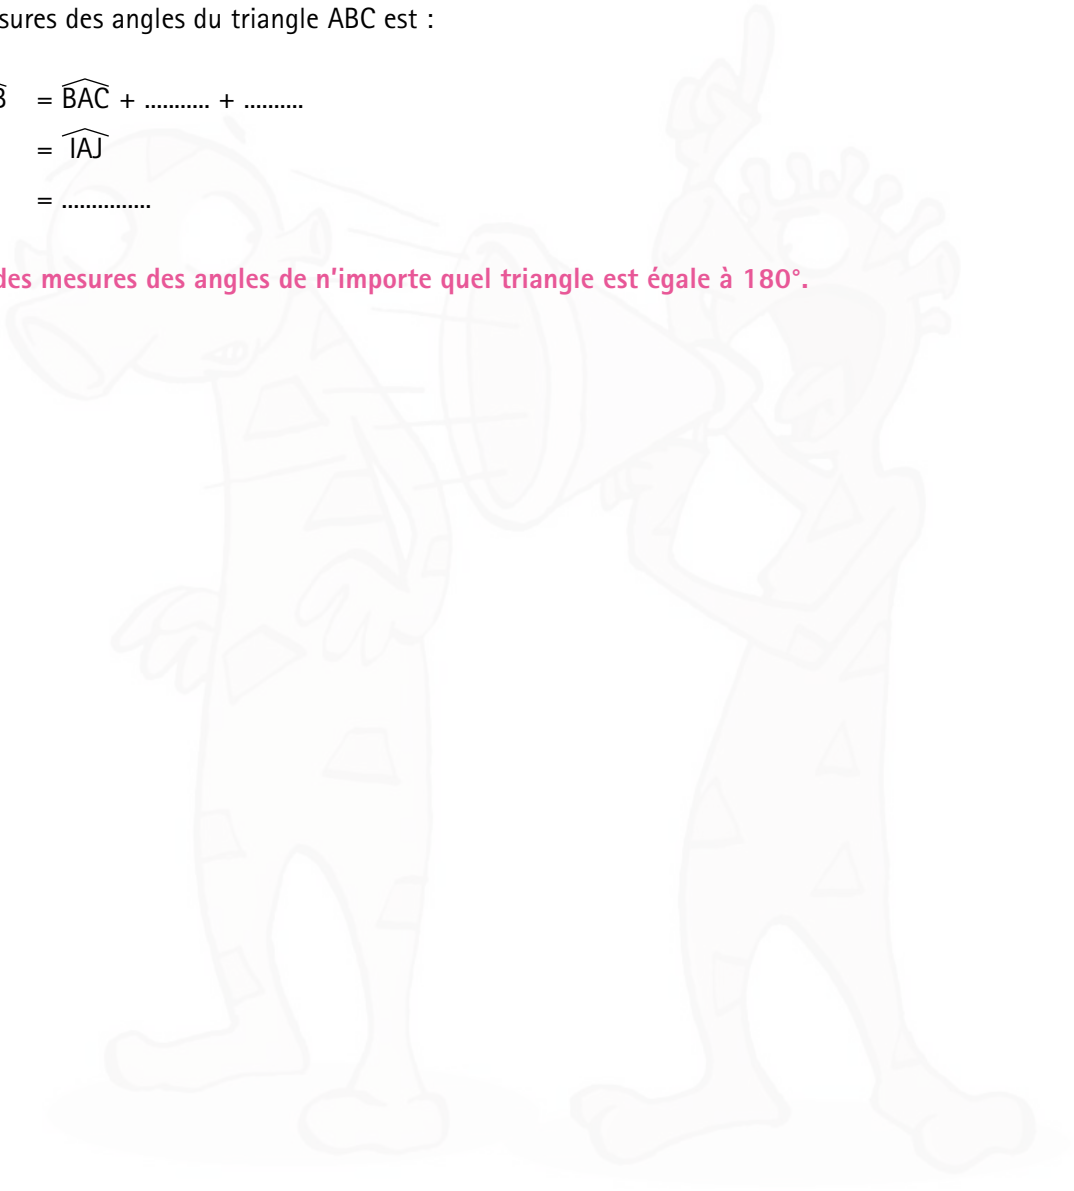 sures des angles du triangle ABC est :
= BAC + ........... + ..........
= IAJ
= ...............
des mesures des angles de n'importe quel triangle est égale à 180°.